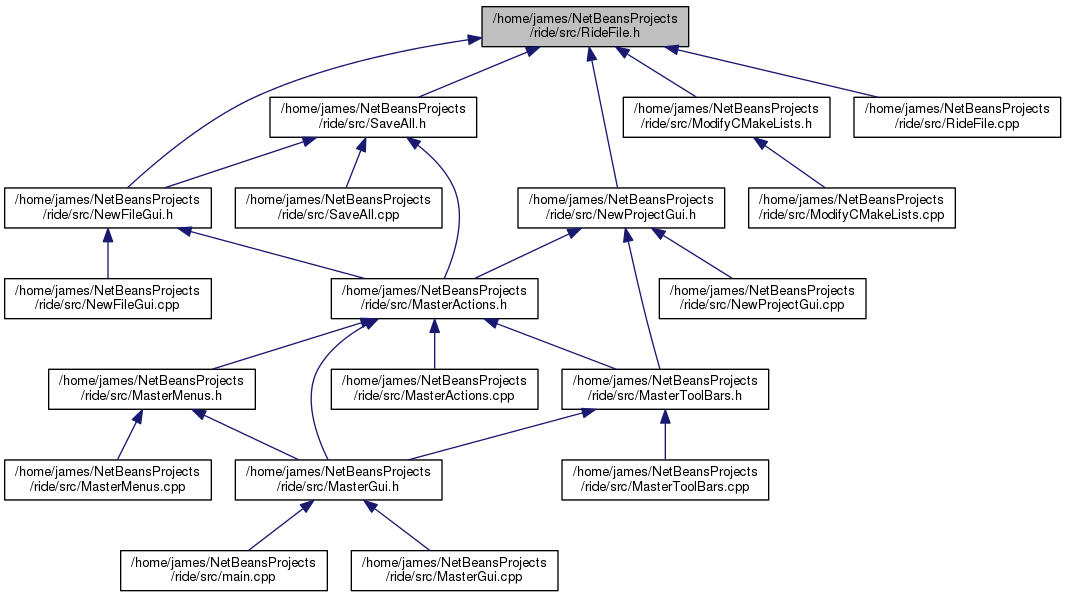 /home/james/NetBeansProjects
/ride/src/RideFile.h
/home/james/NetBeansProjects
/ride/src/SaveAll.h
/home/james/NetBeansProjects
/ride/src/ModifyCMakeLists.h
/home/james/NetBeansProjects
/ride/src/RideFile.cpp
/home/james/NetBeansProjects
/ride/src/NewFileGui.h
/home/james/NetBeansProjects
/ride/src/SaveAll.cpp
/home/james/NetBeansProjects
/ride/src/NewProjectGui.h
/home/james/NetBeansProjects
/ride/src/ModifyCMakeLists.cpp
/home/james/NetBeansProjects
/ride/src/NewFileGui.cpp
/home/james/NetBeansProjects
/ride/src/MasterActions.h
/home/james/NetBeansProjects
/ride/src/NewProjectGui.cpp
/home/james/NetBeansProjects
/ride/src/MasterMenus.h
/home/james/NetBeansProjects
/ride/src/MasterActions.cpp
/home/james/NetBeansProjects
/ride/src/MasterToolBars.h
/home/james/NetBeansProjects
/ride/src/MasterMenus.cpp
/home/james/NetBeansProjects
/ride/src/MasterGui.h
/home/james/NetBeansProjects
/ride/src/MasterToolBars.cpp
/home/james/NetBeansProjects
/ride/src/main.cpp
/home/james/NetBeansProjects
/ride/src/MasterGui.cpp